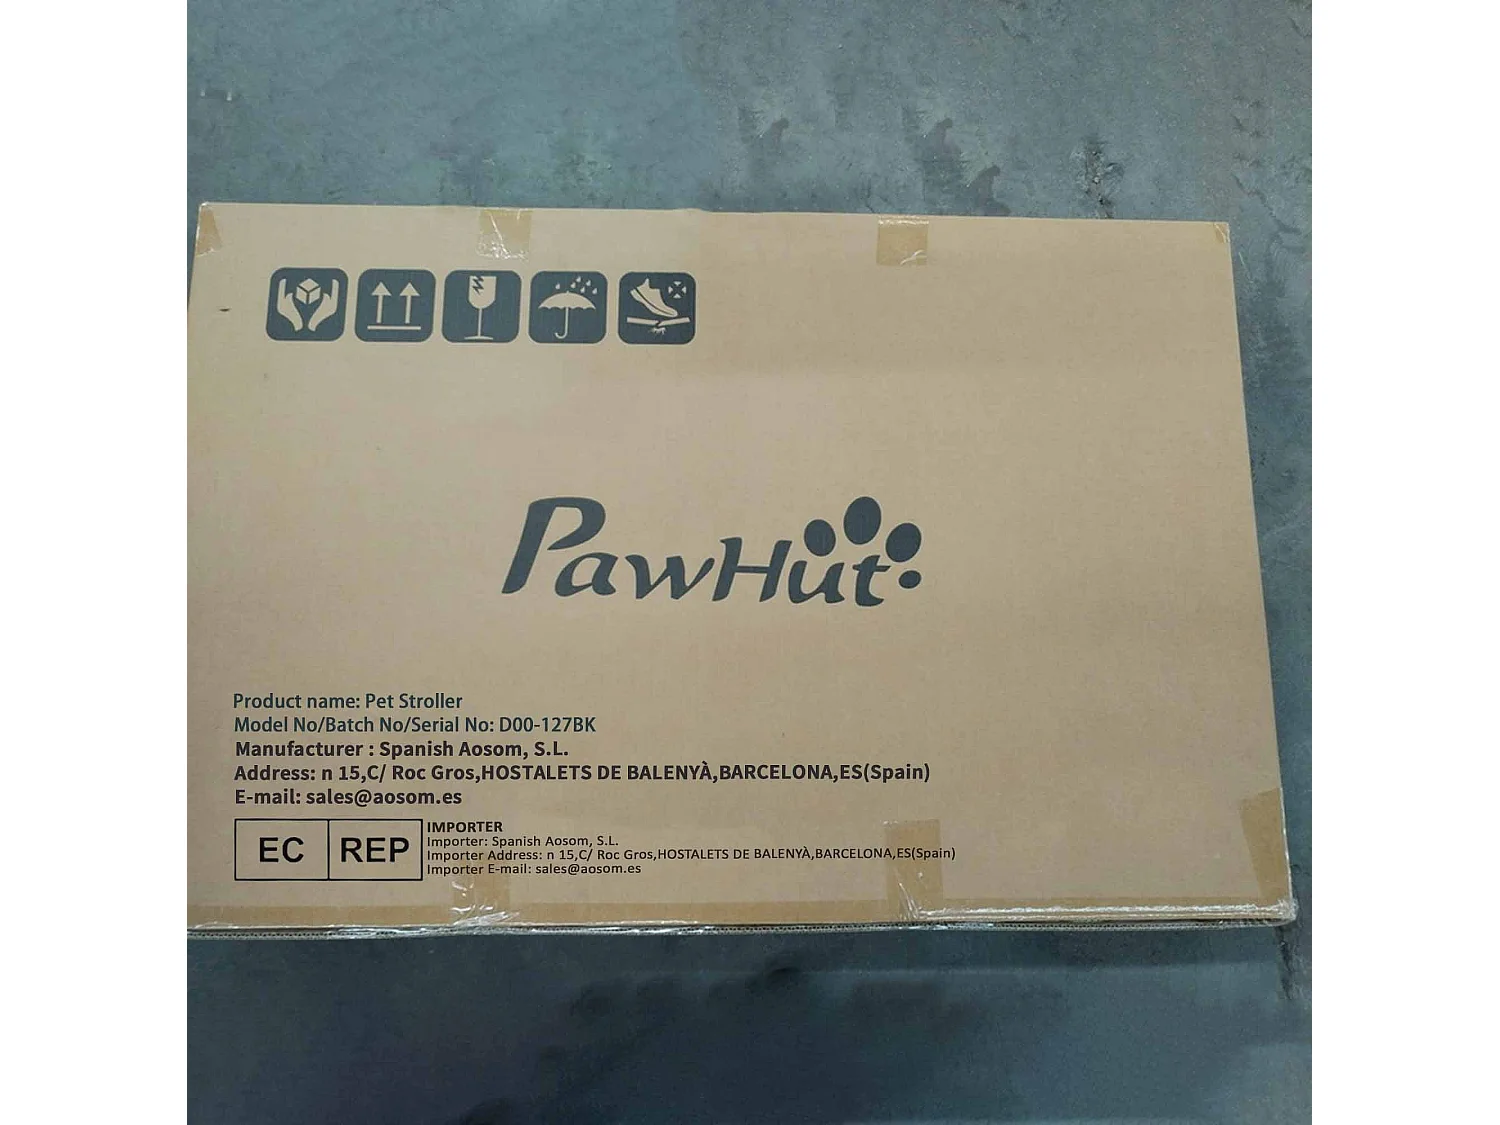 PawHut
Product name: Pet Stroller
Model No/Batch No/Serial No: D00-127BK
Manufacturer : Spanish Aosom, S.L.
Address: n 15,C/ Roc Gros,HOSTALETS DE BALENYÀ,BARCELONA,ES(Spain)
E-mail: sales@aosom.es
EC REP
IMPORTER
Importer: Spanish Aosom, S.L.
Importer Address: n 15,C/ Roc Gros,HOSTALETS DE BALENYÀ,BARCELONA,ES(Spain)
Importer E-mail: sales@aosom.es